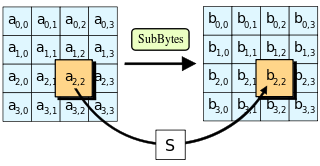 a0,0 a0,1 a0,2 a0,3
a1,0 a1,1 a1,2 a1,3
a2,0 a2,1 a2,2 a2,3
a3,0 a3,1 a3,2 a3,3
SubBytes
b0,0 b0,1 b0,2 b0,3
b1,0 b1,1 b1,2 b1,3
b2,0 b2,1 b2,2 b2,3
b3,0 b3,1 b3,2 b3,3
S